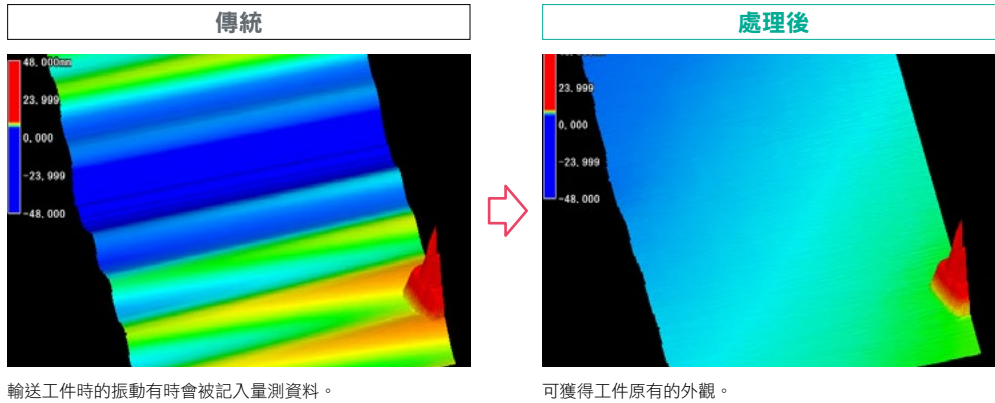 傳統
處理後
48.000mm
23.999
0.000
-23.999
-48.000
23.999
0.000
-23.999
-48.000
輸送工件時的振動有時會被記入量測資料。
可獲得工件原有的外觀。